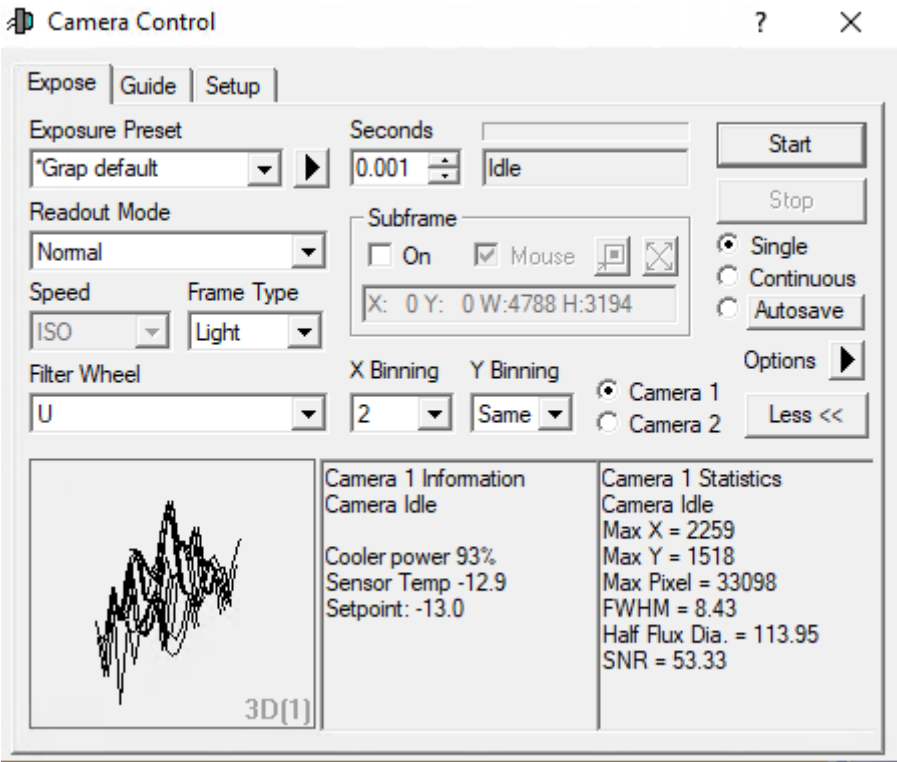 Camera Control
?
Expose Guide Setup
Exposure Preset
*Grap default
Seconds
0.001
Idle
Start
Stop
Readout Mode
Normal
Subframe
On Mouse
X: 0 Y: 0 W:4788 H:3194
Single
Continuous
Autosave
Speed Frame Type
ISO Light
Filter Wheel
U
X Binning Y Binning
2 Same
Camera 1
Camera 2
Options
Less <<
3D(1)
Camera 1 Information
Camera Idle
Cooler power 93%
Sensor Temp -12.9
Setpoint: -13.0
Camera 1 Statistics
Camera Idle
Max X = 2259
Max Y = 1518
Max Pixel = 33098
FWHM = 8.43
Half Flux Dia. = 113.95
SNR = 53.33